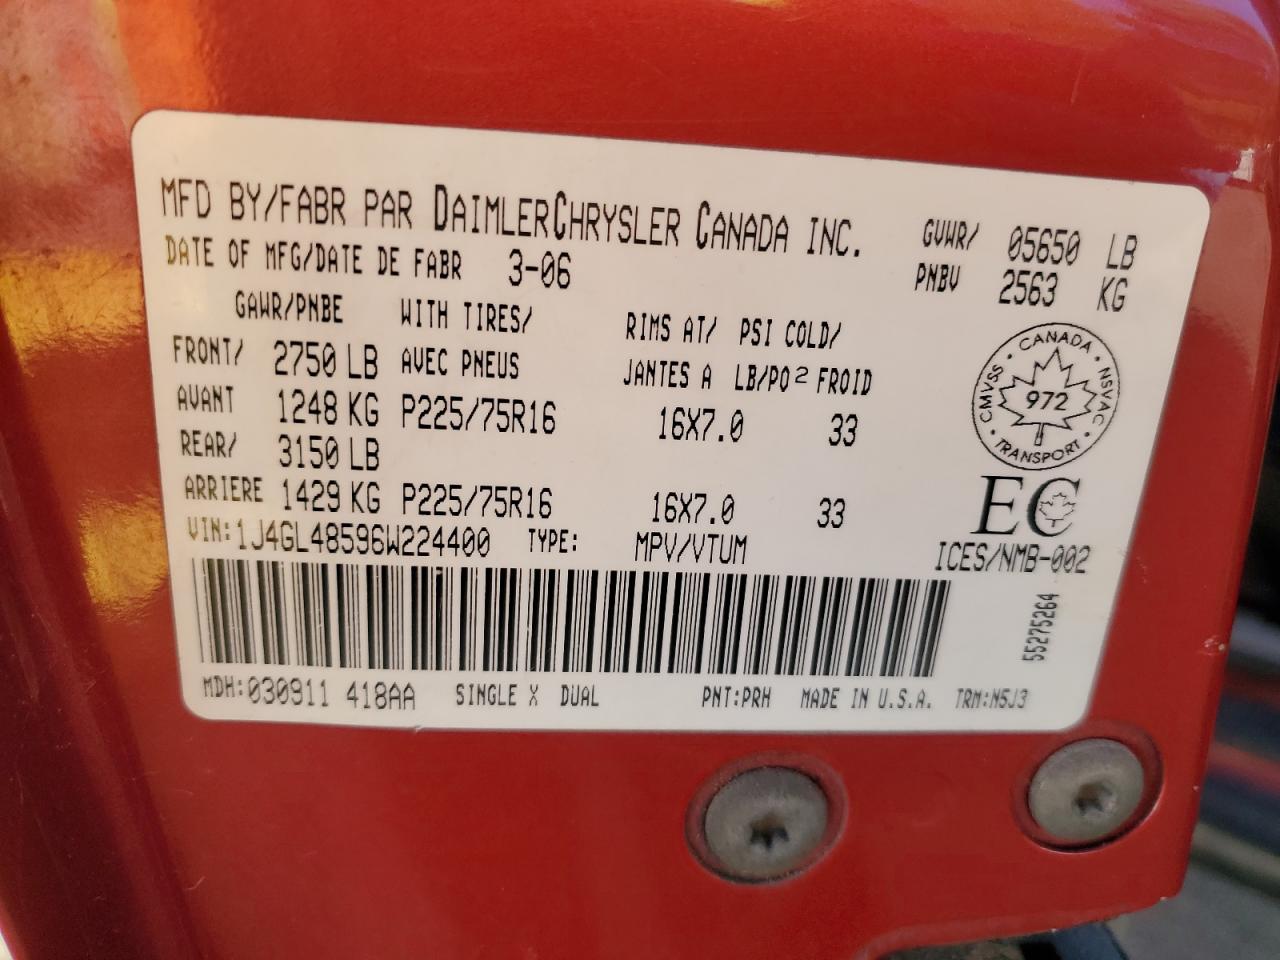 MFD BY/FABR PAR DAIMLERCHRYSLER CANADA INC. GVWR/ 05650 LB
DATE OF MFG/DATE DE FABR 3-06 PNBV 2563 KG
GAWR/PNBE WITH TIRES/ RIMS AT/ PSI COLD/
FRONT/ 2750 LB AVEC PNEUS JANTES A LB/PO² FROID
AVANT 1248 KG P225/75R16 16X7.0 33
REAR/ 3150 LB
ARRIERE 1429 KG P225/75R16 16X7.0 33
VIN:1J4GL48596W224400 TYPE: MPV/VTUM
CANADA • NSVAC • TRANSPORT • CMVSS •
972
EC
ICES/NMB-002
55275264
MDH:030911 418AA SINGLE X DUAL PNT:PRH MADE IN U.S.A. TRM:N5J3